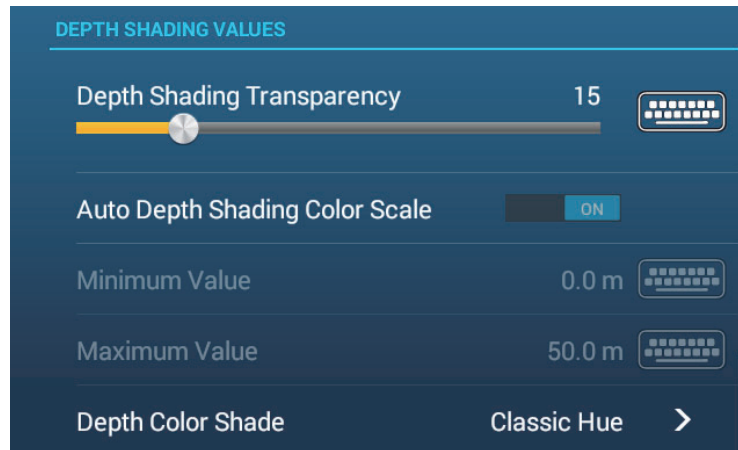 DEPTH SHADING VALUES
Depth Shading Transparency 15
Auto Depth Shading Color Scale ON
Minimum Value 0.0 m
Maximum Value 50.0 m
Depth Color Shade Classic Hue